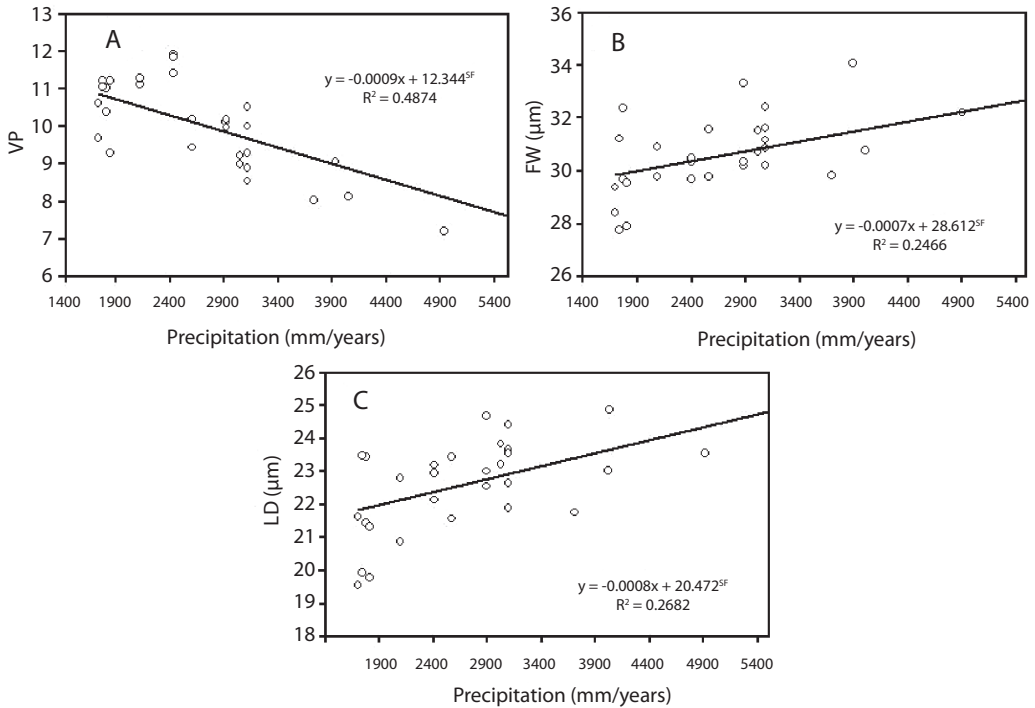 A
VP
13
12
11
10
9
8
7
6
y = -0.0009x + 12.344SF
R2 = 0.4874
1400 1900 2400 2900 3400 3900 4400 4900 5400
Precipitation (mm/years)
B
FW (µm)
36
34
32
30
28
26
y = -0.0007x + 28.612SF
R2 = 0.2466
1400 1900 2400 2900 3400 3900 4400 4900 5400
Precipitation (mm/years)
C
LD (µm)
26
25
24
23
22
21
20
19
18
y = -0.0008x + 20.472SF
R2 = 0.2682
1900 2400 2900 3400 3900 4400 4900 5400
Precipitation (mm/years)